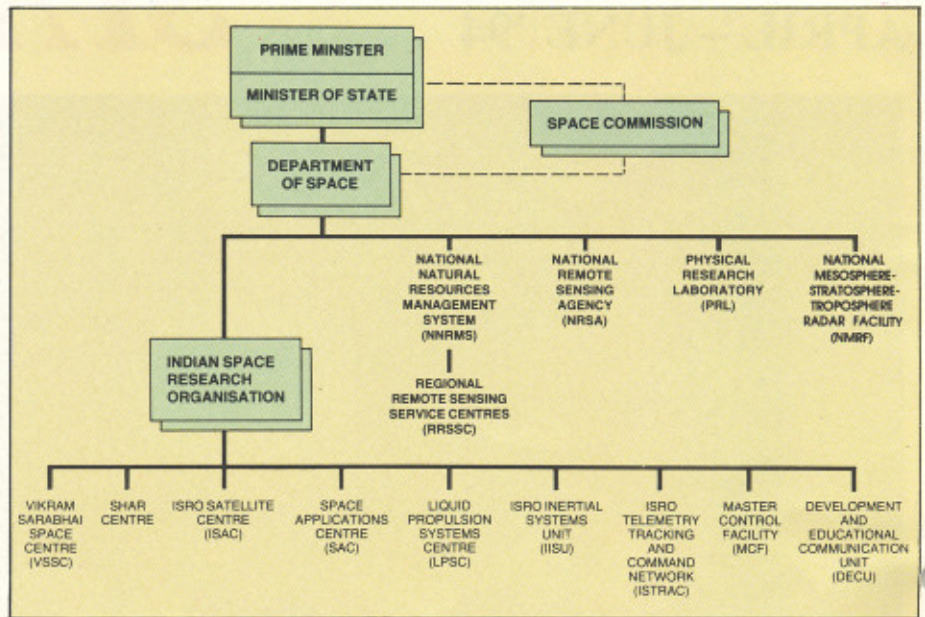 PRIME MINISTER
MINISTER OF STATE
SPACE COMMISSION
DEPARTMENT
OF SPACE
NATIONAL
NATURAL
RESOURCES
MANAGEMENT
SYSTEM
(NNRMS)
NATIONAL
REMOTE
SENSING
AGENCY
(NRSA)
PHYSICAL
RESEARCH
LABORATORY
(PRL)
NATIONAL
MESOSPHERE-
STRATOSPHERE-
TROPOSPHERE
RADAR FACILITY
(NMRF)
INDIAN SPACE
RESEARCH
ORGANISATION
REGIONAL
REMOTE SENSING
SERVICE CENTRES
(RRSSC)
VIKRAM
SARABHAI
SPACE
CENTRE
(VSSC)
SHAR
CENTRE
ISRO SATELLITE
CENTRE
(ISAC)
SPACE
APPLICATIONS
CENTRE (SAC)
LIQUID
PROPULSION
SYSTEMS
CENTRE
(LPSC)
ISRO INERTIAL
SYSTEMS
UNIT
(IISU)
ISRO
TELEMETRY
TRACKING
AND
COMMAND
NETWORK
(ISTRAC)
MASTER
CONTROL
FACILITY
(MCF)
DEVELOPMENT
AND
EDUCATIONAL
COMMUNICATION
UNIT
(DECU)